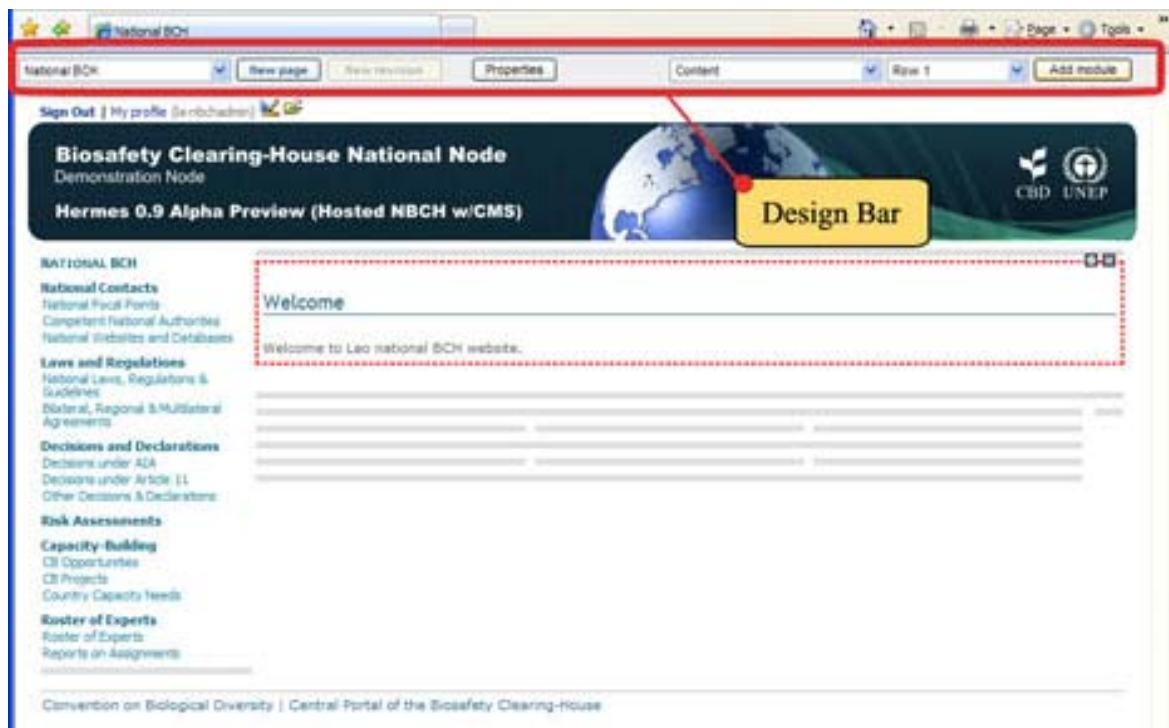 National BCH
Page
Tools
National BCH
New page
New revision
Properties
Content
Row 1
Add module
Sign Out | My profile
Biosafety Clearing-House National Node
Demonstration Node
Hermes 0.9 Alpha Preview (Hosted NBCH w/CMS)
CBD UNEP
Design Bar
NATIONAL BCH
National Contacts
National Focal Points
Competent National Authorities
National Websites and Databases
Laws and Regulations
National Laws, Regulations &
Guidelines
Bilateral, Regional & Multilateral
Agreements
Decisions and Declarations
Decisions under AIA
Decisions under Article 11
Other Decisions & Declarations
Risk Assessments
Capacity-Building
CB Opportunities
CB Projects
Country Capacity Needs
Roster of Experts
Roster of Experts
Reports on Assignments
Welcome
Welcome to Leo national BCH website.
Convention on Biological Diversity | Central Portal of the Biosafety Clearing-House